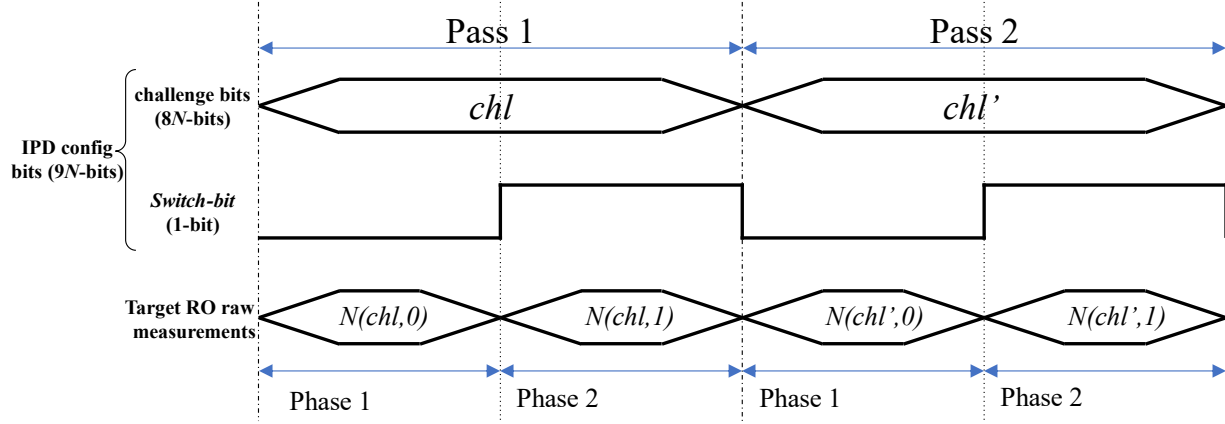 Pass 1
Pass 2
challenge bits
(8N-bits)
chl
chl’
IPD config
bits (9N-bits)
Switch-bit
(1-bit)
Target RO raw
measurements
N(chl,0)
N(chl,1)
N(chl’,0)
N(chl’,1)
Phase 1
Phase 2
Phase 1
Phase 2